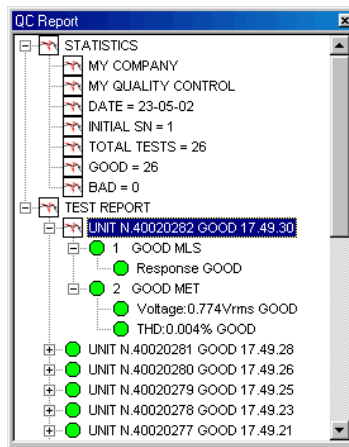 QC Report
STATISTICS
MY COMPANY
MY QUALITY CONTROL
DATE = 23-05-02
INITIAL SN = 1
TOTAL TESTS = 26
GOOD = 26
BAD = 0
TEST REPORT
UNIT N.40020282 GOOD 17.49.30
1 GOOD MLS
Response GOOD
2 GOOD MET
Voltage:0.774Vrms GOOD
THD:0.004% GOOD
UNIT N.40020281 GOOD 17.49.28
UNIT N.40020280 GOOD 17.49.26
UNIT N.40020279 GOOD 17.49.25
UNIT N.40020278 GOOD 17.49.23
UNIT N.40020277 GOOD 17.49.21